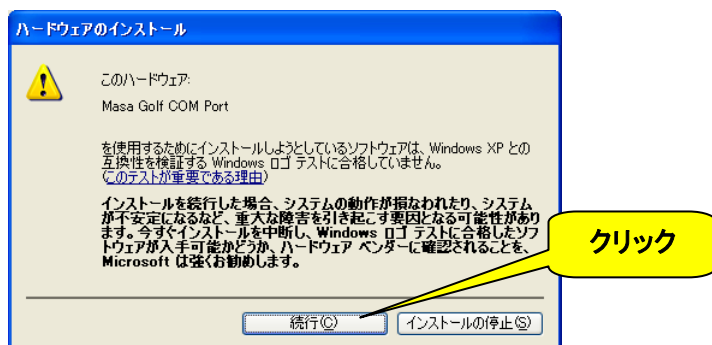 ハードウェアのインストール
このハードウェア:
Masa Golf COM Port
を使用するためにインストールしようとしているソフトウェアは、Windows XP との
互換性を検証する Windows ロゴ テストに合格していません。
(このテストが重要である理由)
インストールを続行した場合、システムの動作が損なわれたり、システム
が不安定になるなど、重大な障害を引き起こす要因となる可能性があり
ます。今すぐインストールを中断し、Windows ロゴ テストに合格したソフ
トウェアが入手可能かどうか、ハードウェア ベンダーに確認されることを、
Microsoft は強くお勧めします。
クリック
続行(C)
インストールの停止(S)